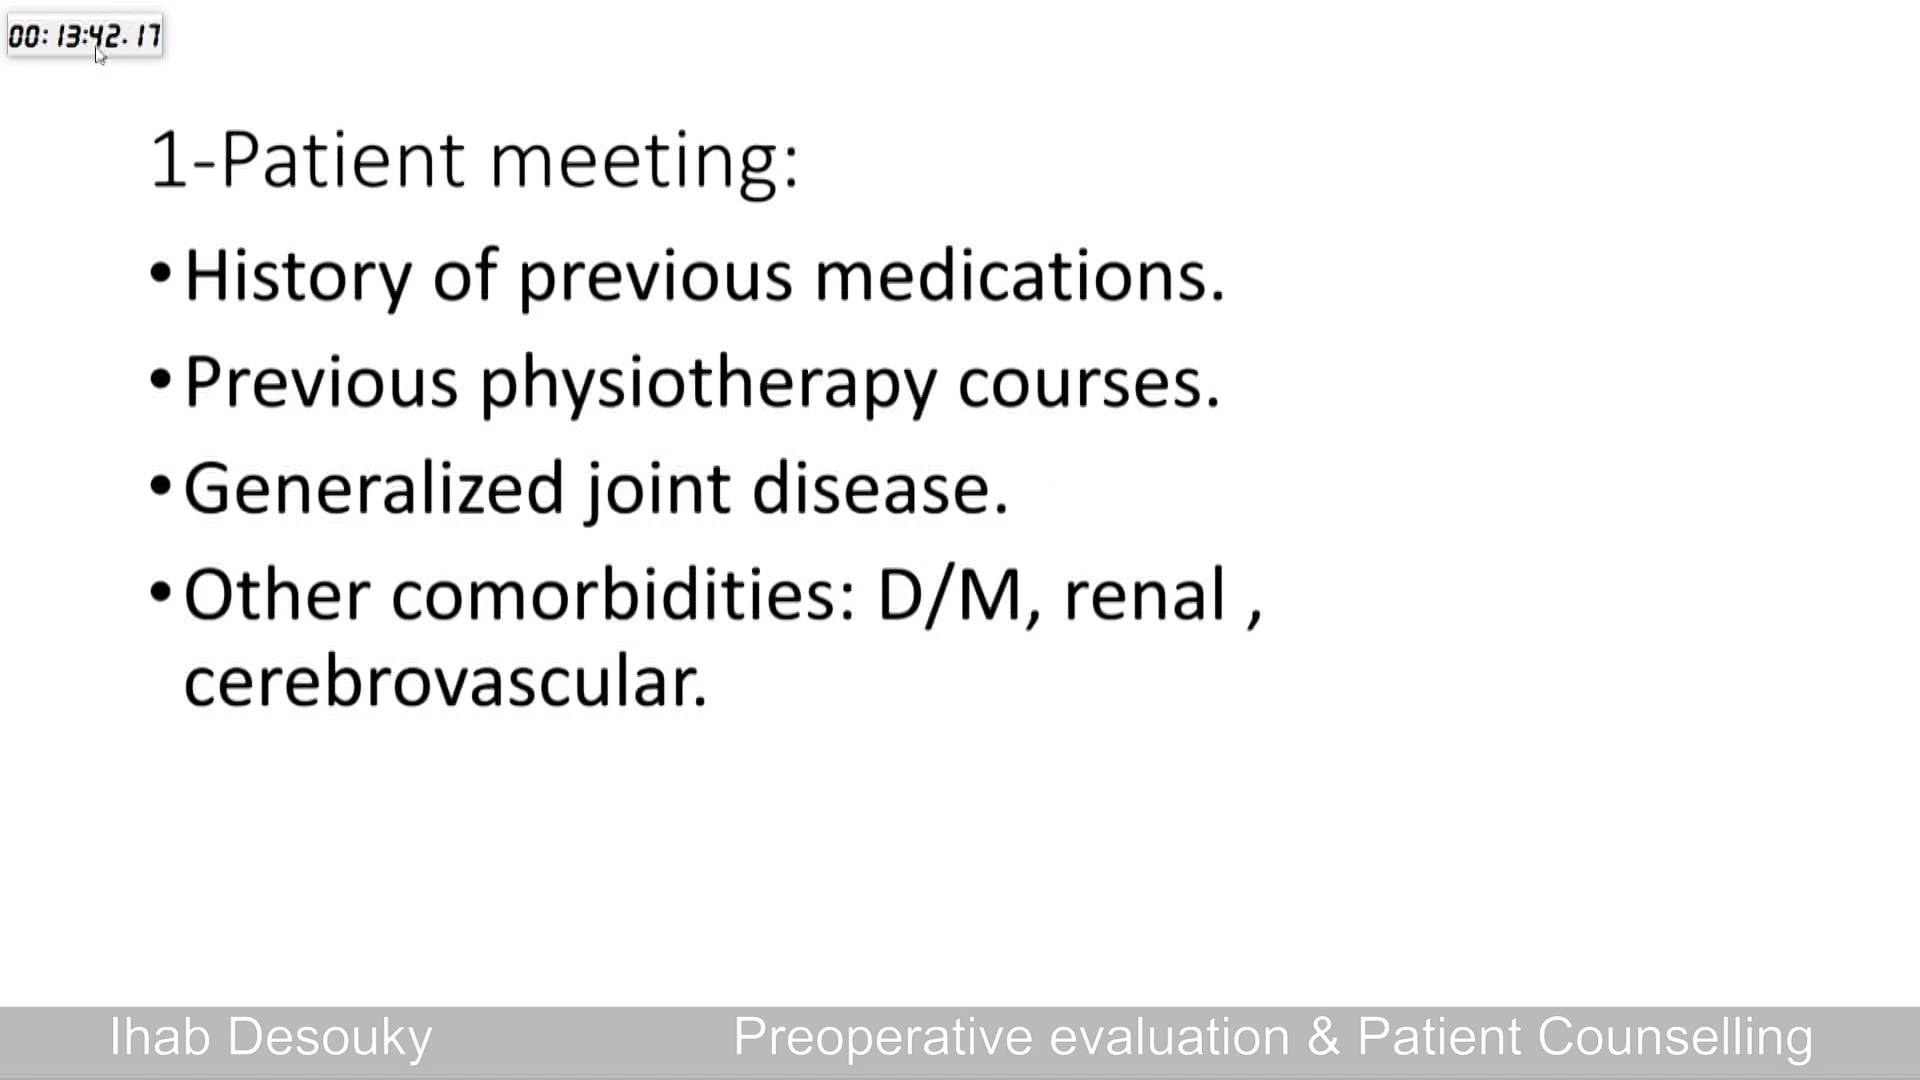 00:13:42.17
1-Patient meeting:
•History of previous medications.
•Previous physiotherapy courses.
•Generalized joint disease.
•Other comorbidities: D/M, renal ,
cerebrovascular.
Ihab Desouky
Preoperative evaluation & Patient Counselling